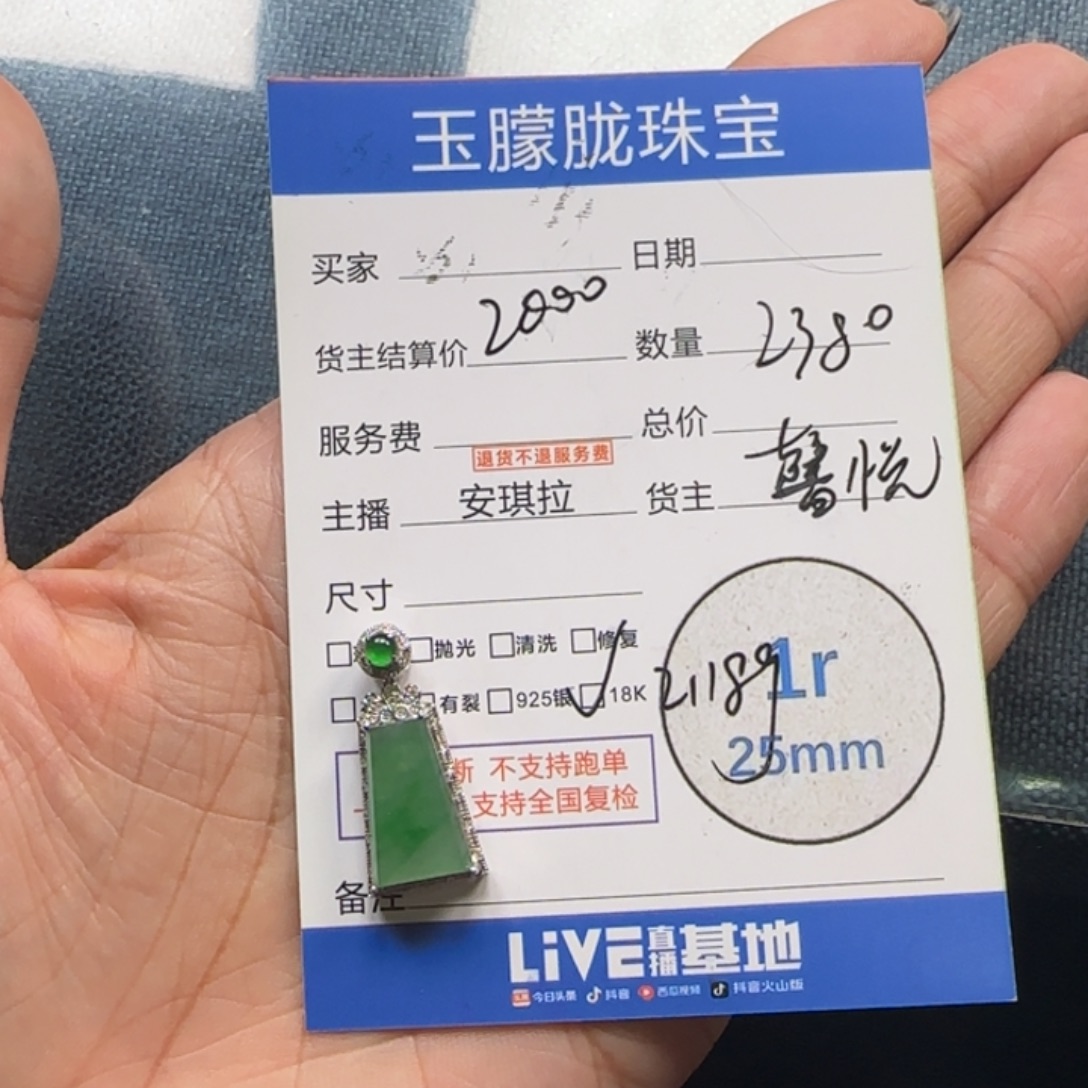 玉朦胧珠宝
买家 日期
货主结算价 2000 数量 2380
服务费 总价
退货不退服务费
主播 安琪拉 货主 馨悦
尺寸
抛光 清洗 修复
有裂 925银 18K 21189
1r
25mm
断 不支持跑单
支持全国复检
备注
LiVE直播基地
今日头条 抖音 西瓜视频 抖音火山版